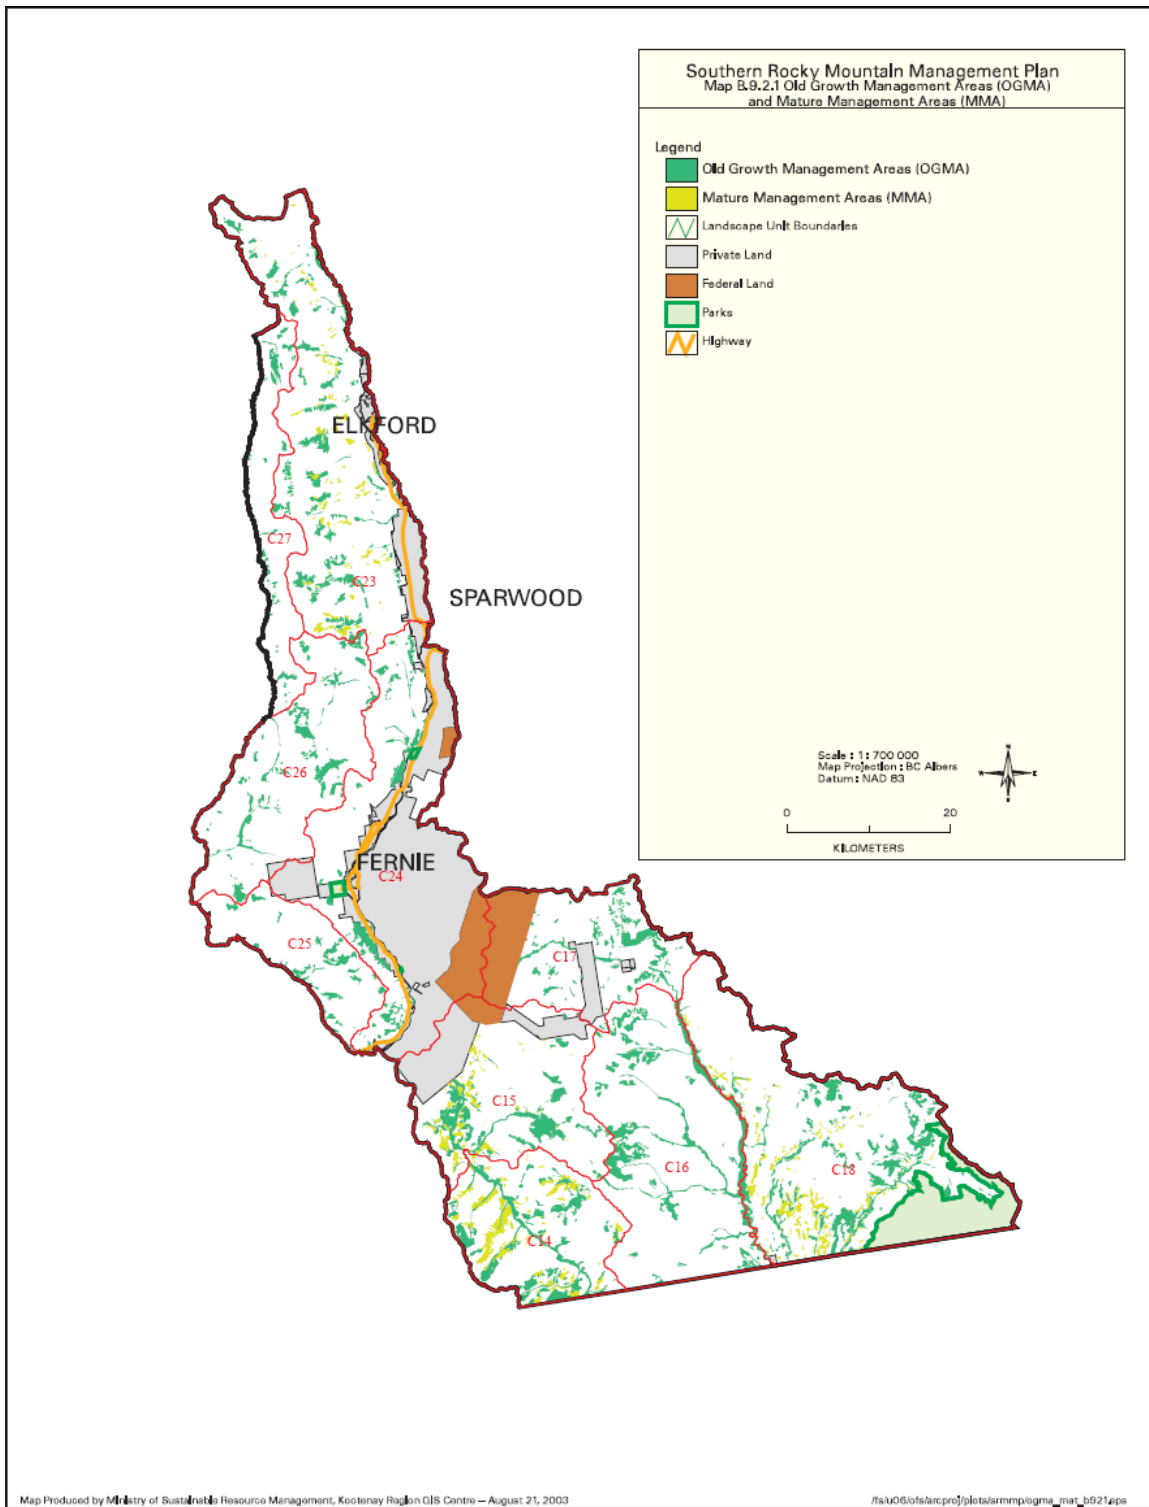 Southern Rocky Mountain Management Plan
Map B.9.2.1 Old Growth Management Areas (OGMA)
and Mature Management Areas (MMA)
Legend
Old Growth Management Areas (OGMA)
Mature Management Areas (MMA)
Landscape Unit Boundaries
Private Land
Federal Land
Parks
Highway
ELKFORD
C27
C23
SPARWOOD
C26
Scale : 1 : 700 000
Map Projection : BC Albers
Datum : NAD 83
N
W E
S
0 20
KILOMETERS
FERNIE
C24
C25
C17
C15
C16
C18
C14
Map Produced by Ministry of Sustainable Resource Management, Kootenay Region GIS Centre – August 21, 2003
/fs/u06/ofs/arcproj/plots/srmmp/ogma_mat_b921.eps